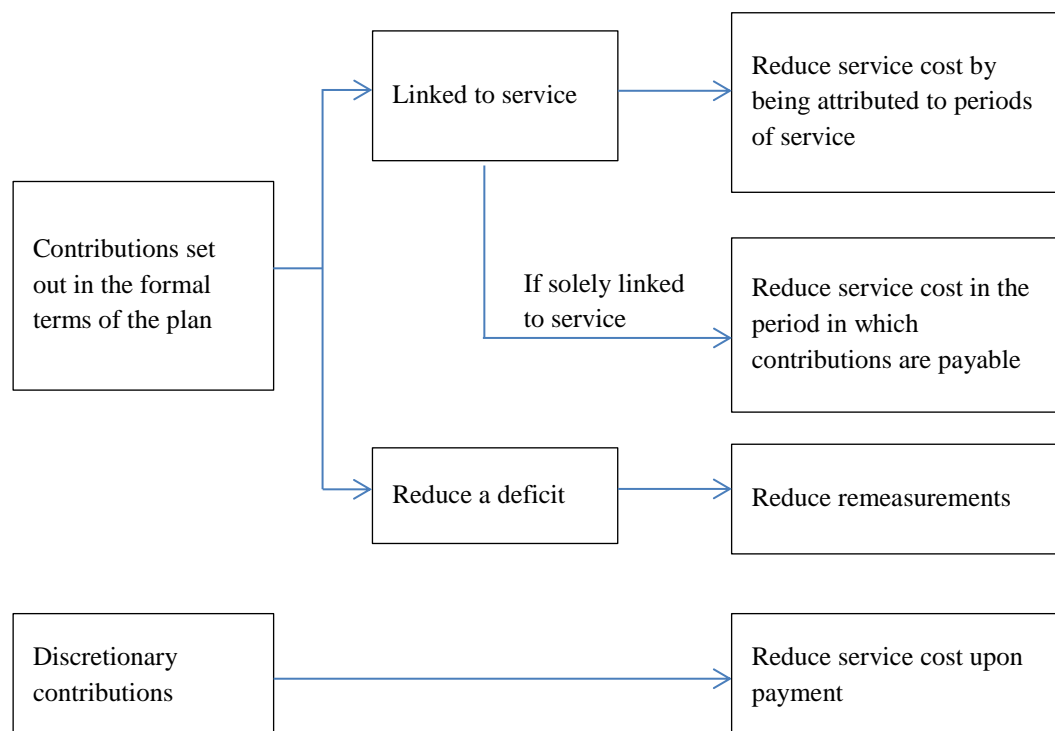 Contributions set
out in the formal
terms of the plan
Linked to service
Reduce service cost by
being attributed to periods
of service
If solely linked
to service
Reduce service cost in the
period in which
contributions are payable
Reduce a deficit
Reduce remeasurements
Discretionary
contributions
Reduce service cost upon
payment